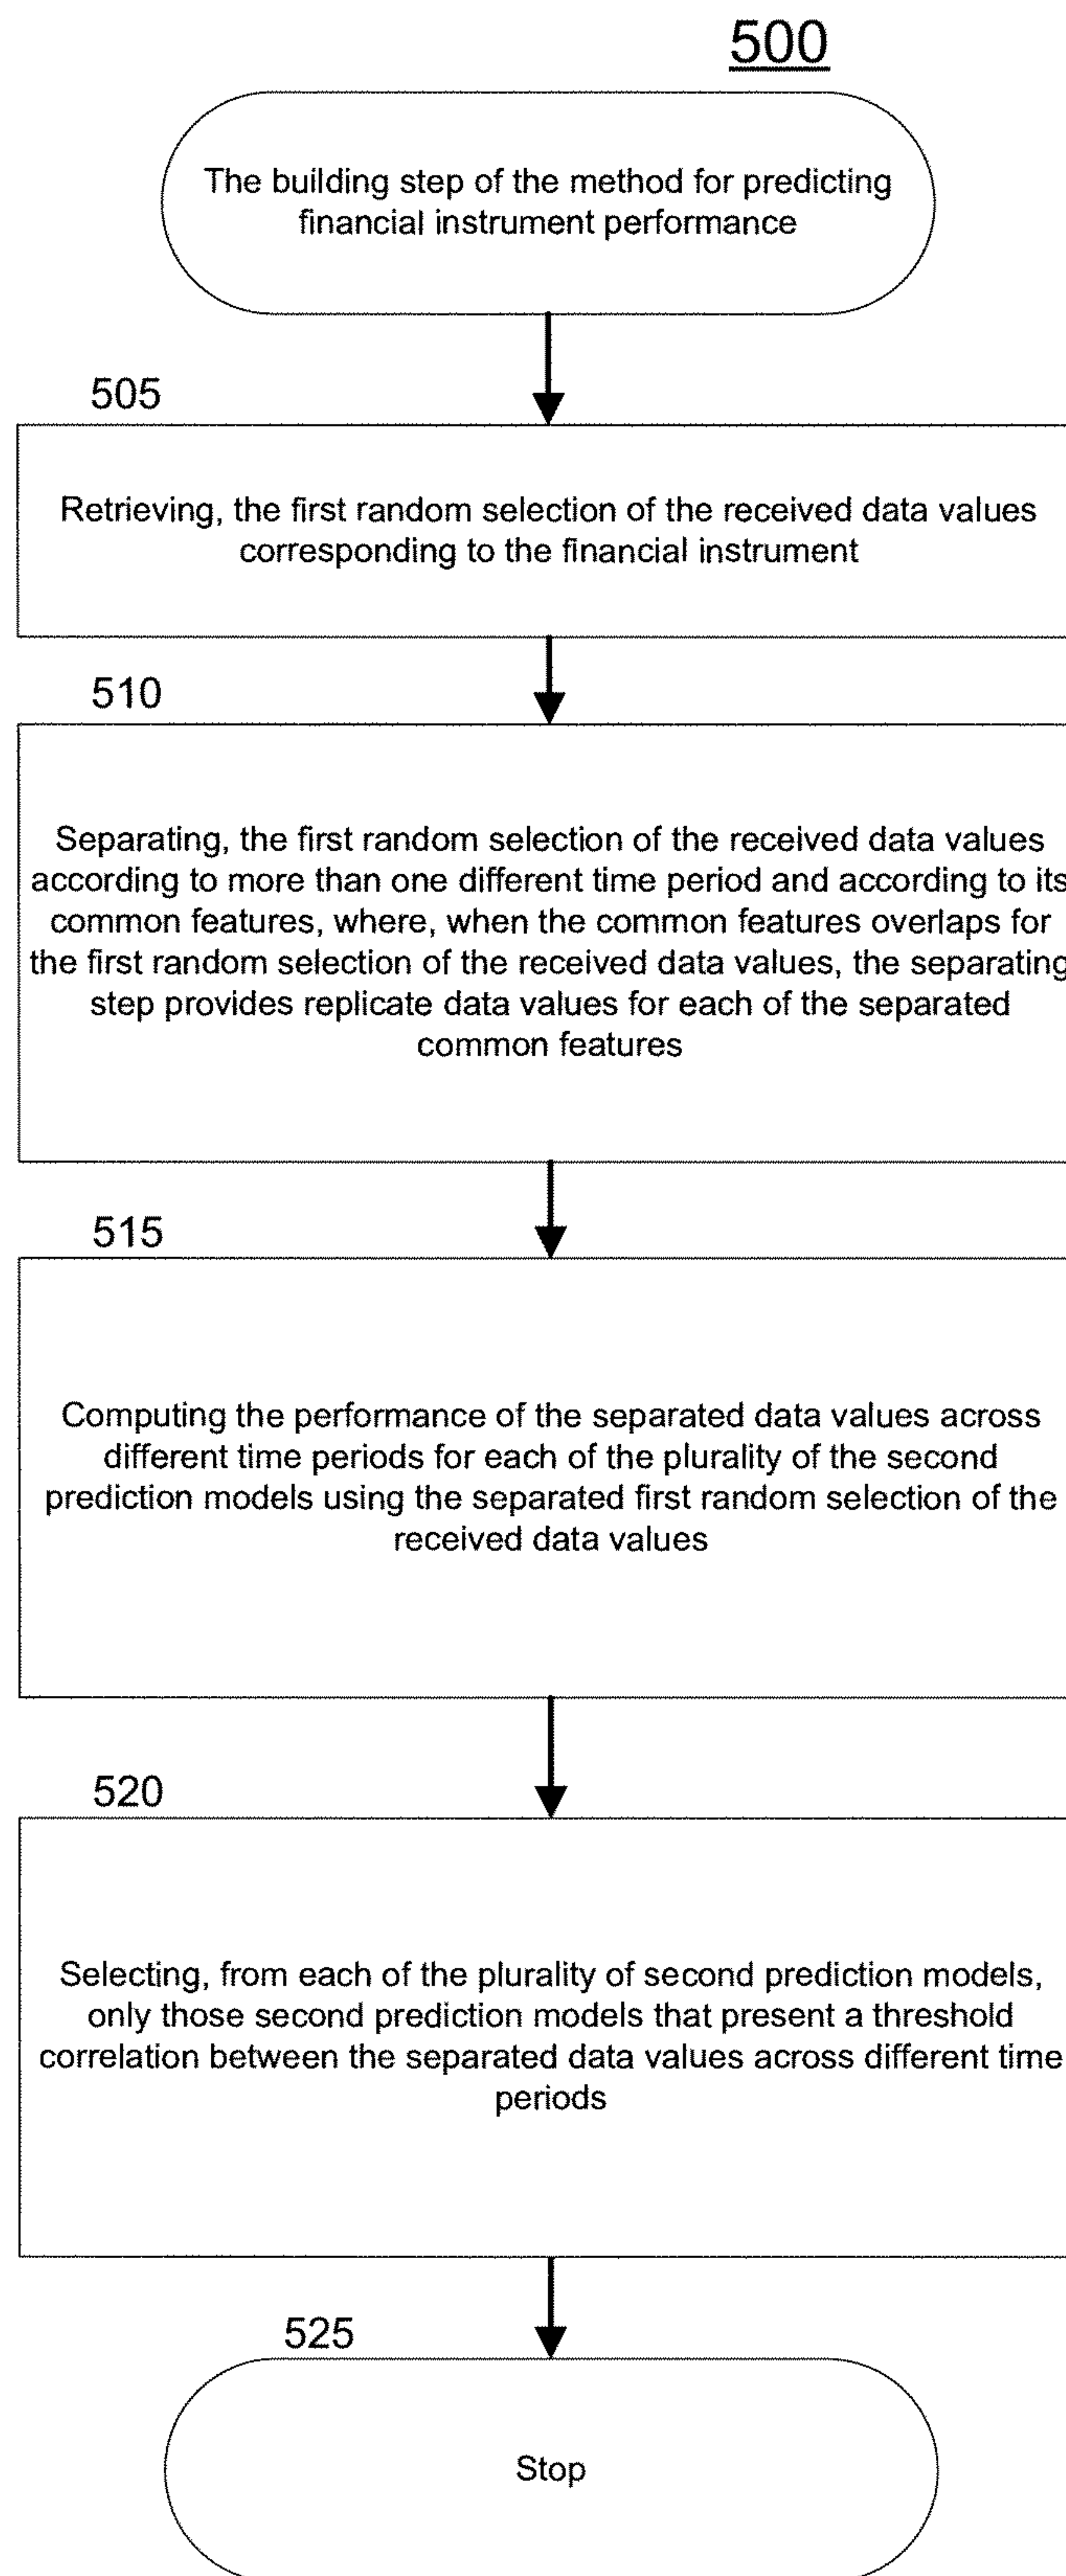 500
The building step of the method for predicting
financial instrument performance
505
Retrieving, the first random selection of the received data values
corresponding to the financial instrument
510
Separating, the first random selection of the received data values
according to more than one different time period and according to its
common features, where, when the common features overlaps for
the first random selection of the received data values, the separating
step provides replicate data values for each of the separated
common features
515
Computing the performance of the separated data values across
different time periods for each of the plurality of the second
prediction models using the separated first random selection of the
received data values
520
Selecting, from each of the plurality of second prediction models,
only those second prediction models that present a threshold
correlation between the separated data values across different time
periods
525
Stop